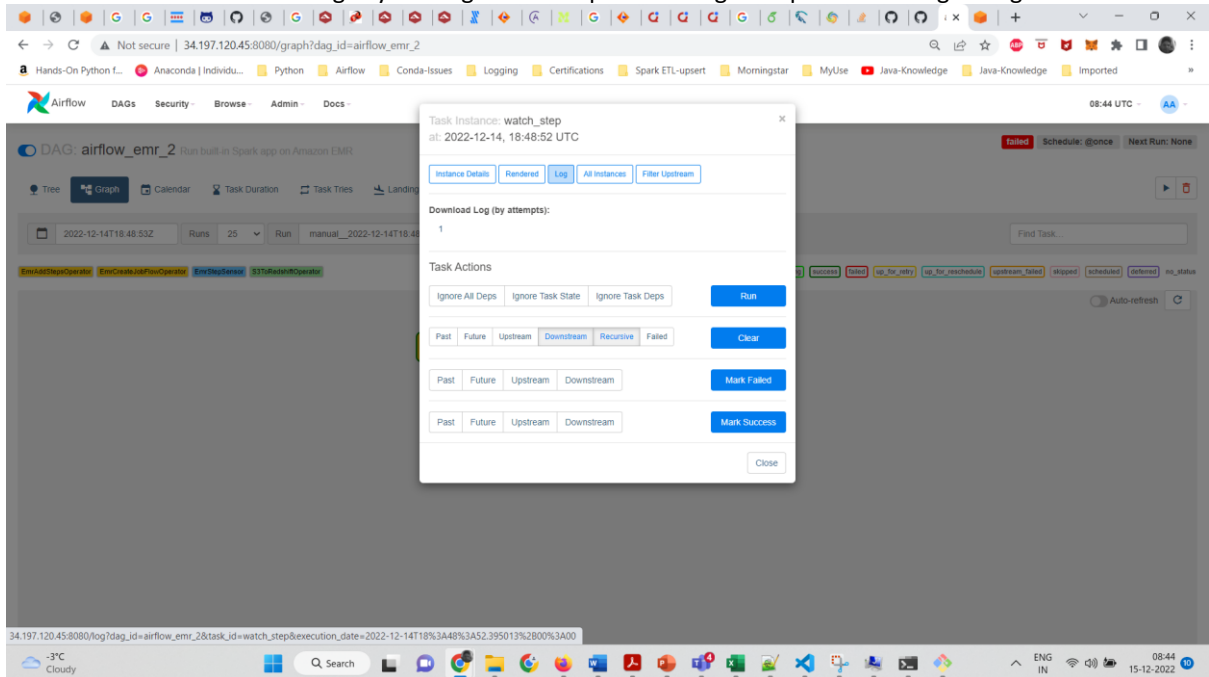 Not secure | 34.197.120.45:8080/graph?dag_id=airflow_emr_2
Hands-On Python f... Anaconda | Individu... Python Airflow Conda-Issues Logging Certifications Spark ETL-upsert Morningstar MyUse Java-Knowledge Java-Knowledge Imported »
Airflow DAGs Security Browse Admin Docs 08:44 UTC AA
Task Instance: watch_step ×
at: 2022-12-14, 18:48:52 UTC
DAG: airflow_emr_2 Run built-in Spark app on Amazon EMR failed Schedule: @once Next Run: None
Instance Details Rendered Log All Instances Filter Upstream
Tree Graph Calendar Task Duration Task Tries Landing
Download Log (by attempts):
1
2022-12-14T18:48:53Z Runs 25 Run manual__2022-12-14T18:48 Find Task...
Task Actions
EmrAddStepsOperator EmrCreateJobFlowOperator EmrStepSensor S3ToRedshiftOperator success failed up_for_retry up_for_reschedule upstream_failed skipped scheduled deferred no_status
Ignore All Deps Ignore Task State Ignore Task Deps Run
Auto-refresh
Past Future Upstream Downstream Recursive Failed Clear
Past Future Upstream Downstream Mark Failed
Past Future Upstream Downstream Mark Success
Close
34.197.120.45:8080/log?dag_id=airflow_emr_2&task_id=watch_step&execution_date=2022-12-14T18%3A48%3A52.395013%2B00%3A00
-3°C
Cloudy
Search
ENG
IN
08:44
15-12-2022